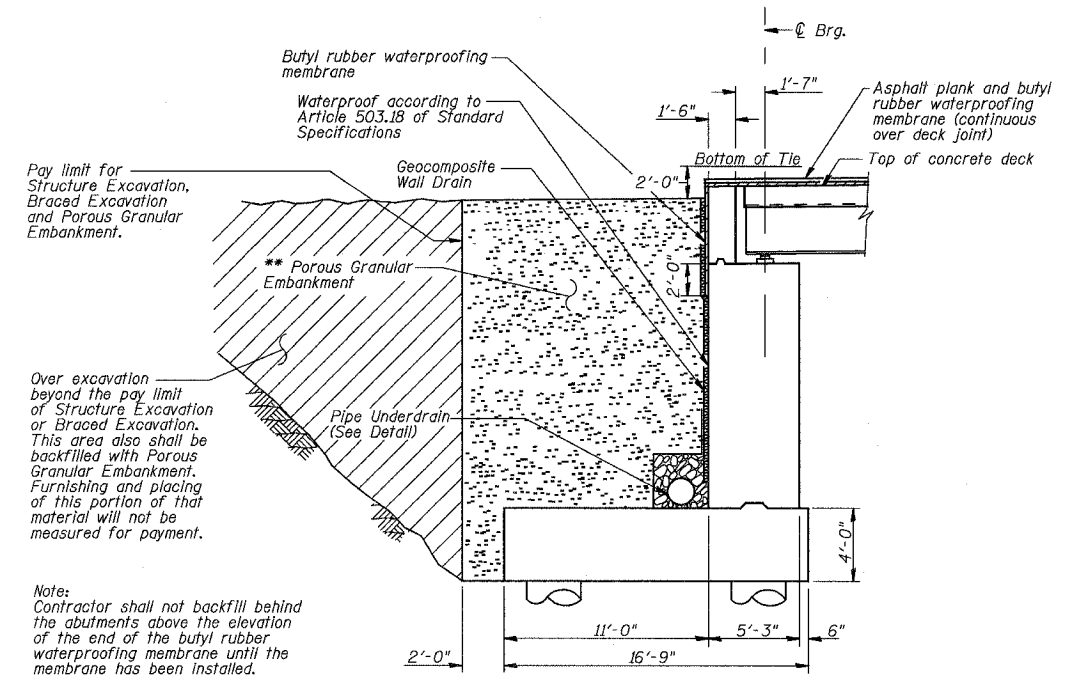 ℄ Brg.
Butyl rubber waterproofing
membrane
1'-7"
Asphalt plank and butyl
rubber waterproofing
membrane (continuous
over deck joint)
Waterproof according to
Article 503.18 of Standard
Specifications
1'-6"
Bottom of Tie
Top of concrete deck
Geocomposite
Wall Drain
2'-0"
Pay limit for
Structure Excavation,
Braced Excavation
and Porous Granular
Embankment.
** Porous Granular
Embankment
2'-0"
Over excavation
beyond the pay limit
of Structure Excavation
or Braced Excavation.
This area also shall be
backfilled with Porous
Granular Embankment.
Furnishing and placing
of this portion of that
material will not be
measured for payment.
Pipe Underdrain
(See Detail)
4'-0"
Note:
Contractor shall not backfill behind
the abutments above the elevation
of the end of the butyl rubber
waterproofing membrane until the
membrane has been installed.
11'-0"
5'-3"
6"
2'-0"
16'-9"